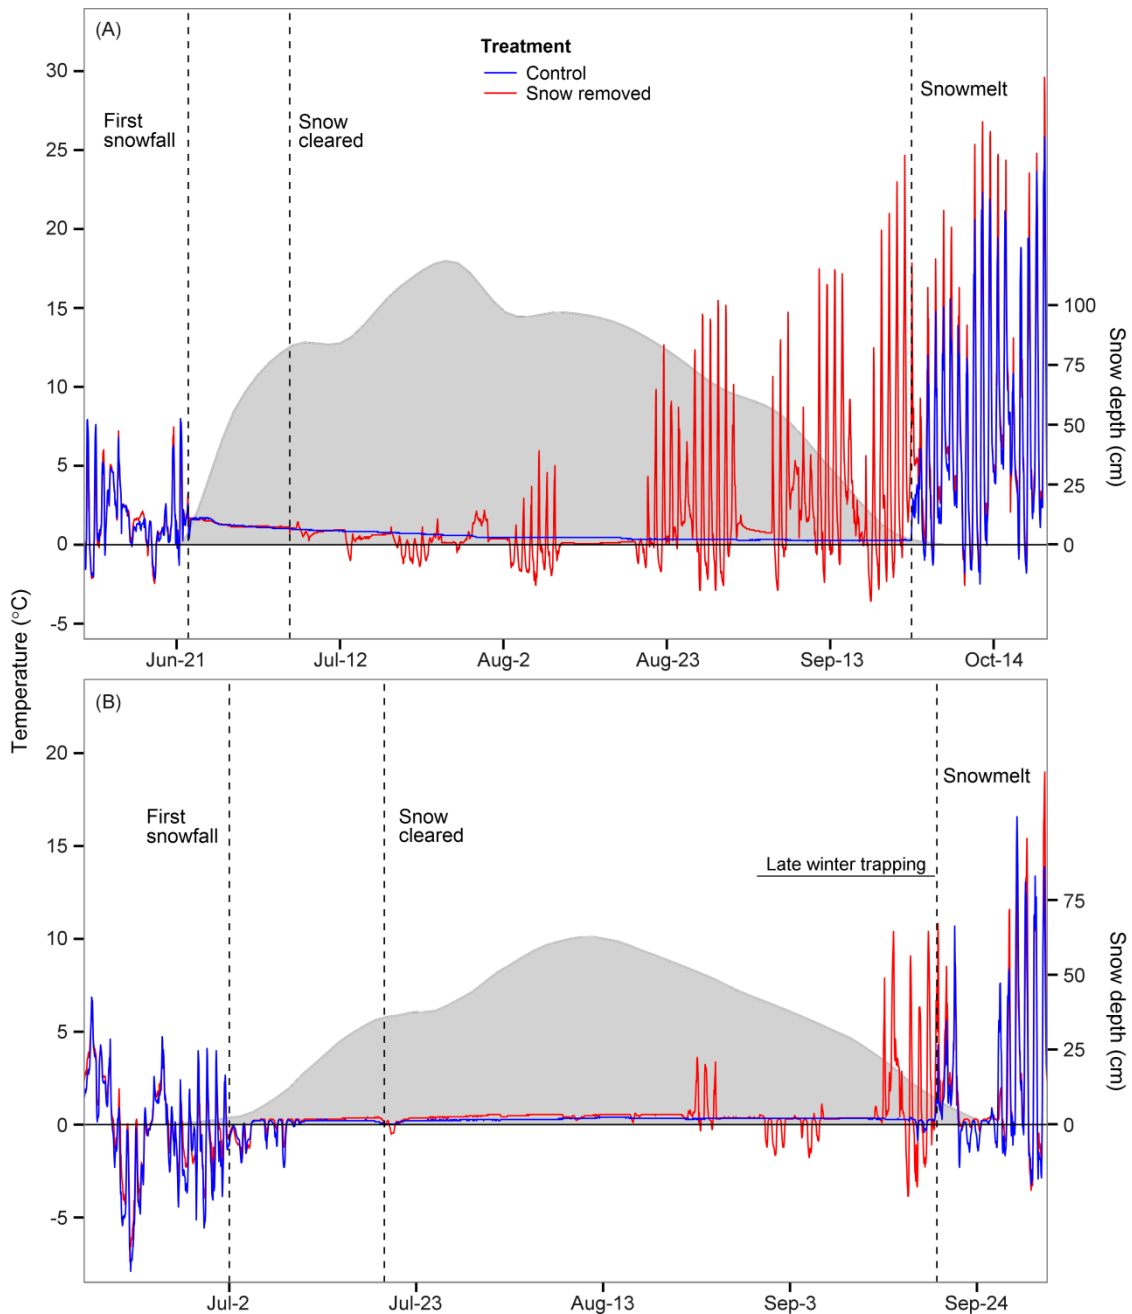 (A)
Treatment
Control
Snow removed
First
snowfall
Snow
cleared
Snowmelt
30
25
20
15
10
5
0
-5
100
75
50
25
0
Snow depth (cm)
Jun-21
Jul-12
Aug-2
Aug-23
Sep-13
Oct-14
Temperature (°C)
(B)
First
snowfall
Snow
cleared
Late winter trapping
Snowmelt
20
15
10
5
0
-5
75
50
25
0
Snow depth (cm)
Jul-2
Jul-23
Aug-13
Sep-3
Sep-24